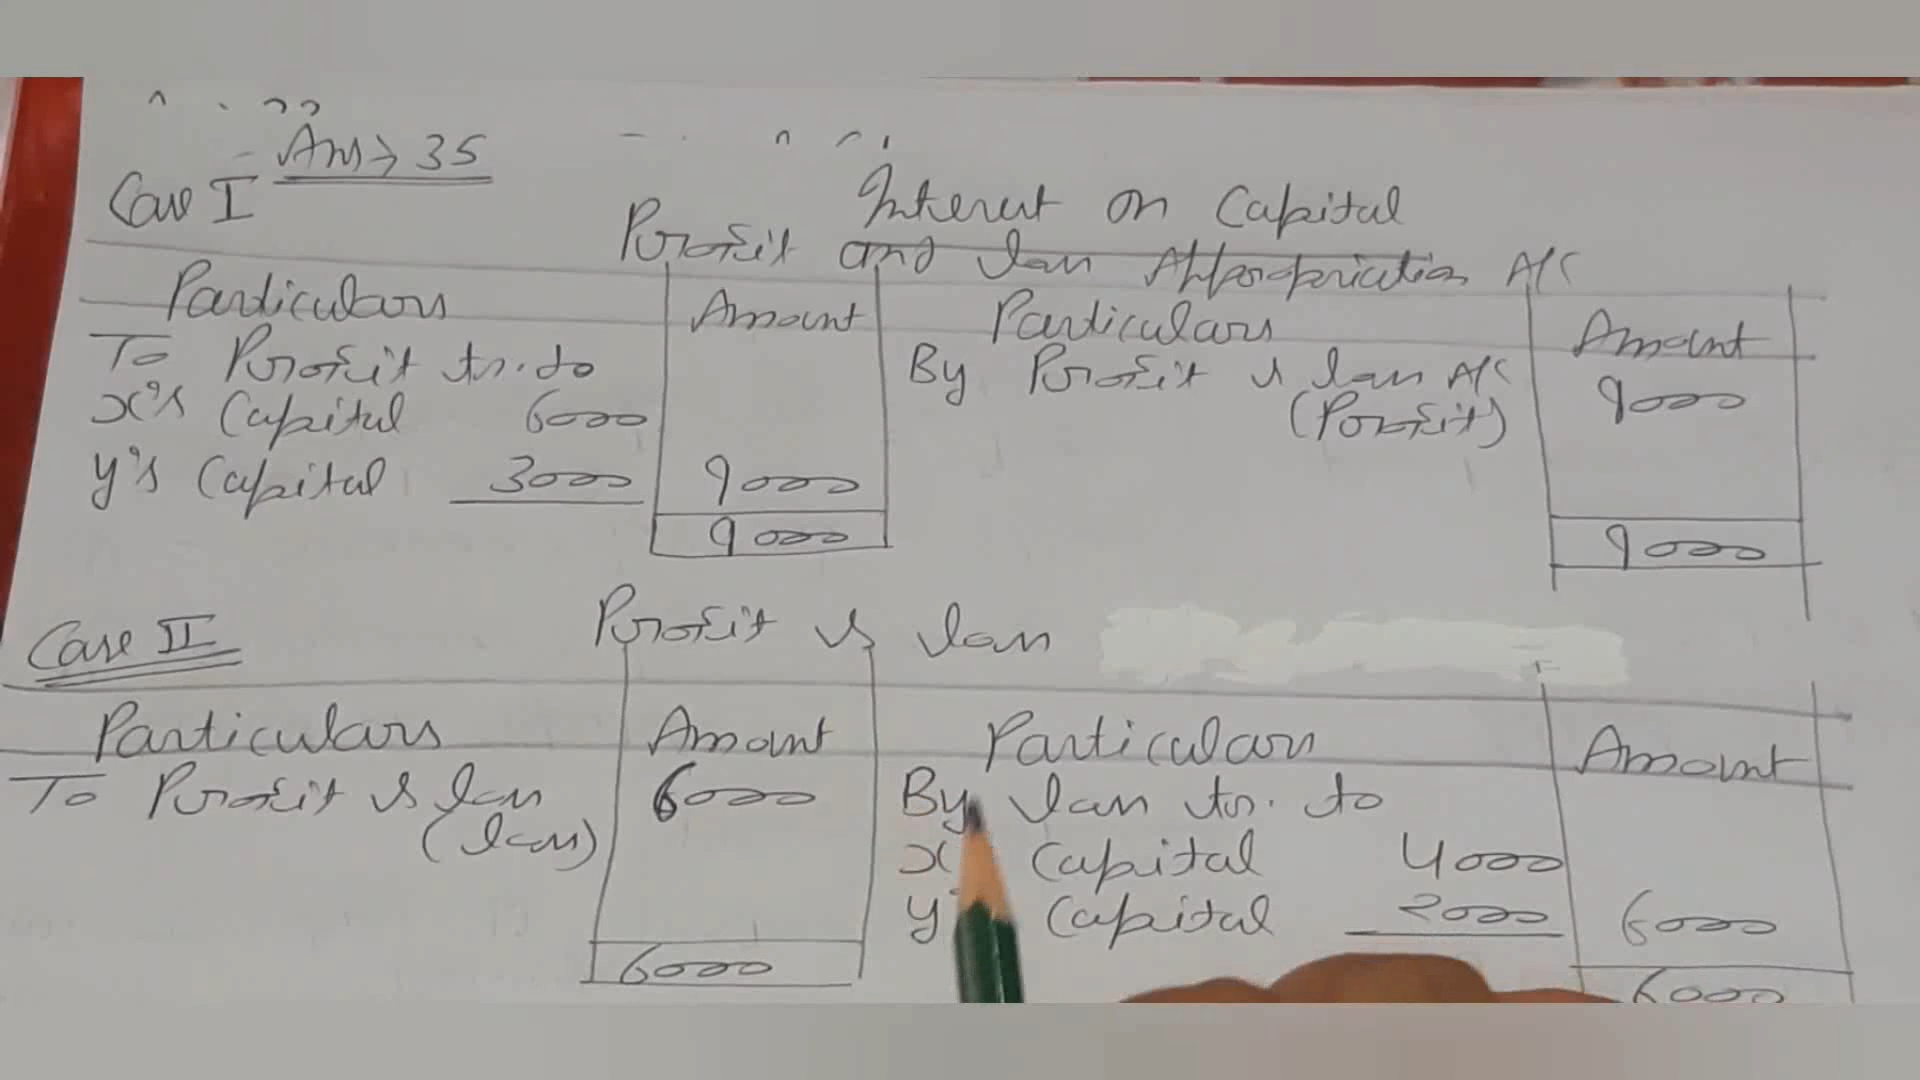 Ans → 35
Case I
Interest on Capital
Profit and Loss Appropriation A/C
Particulars Amount Particulars Amount
To Profit tr. to By Profit & Loss A/C 9000
x's Capital 6000 (Profit)
y's Capital 3000 9000
9000 9000
Case II Profit & Loss
Particulars Amount Particulars Amount
To Profit & Loss 6000 By Loss tr. to
(Loss) x Capital 4000
y' Capital 2000 6000
6000 6000